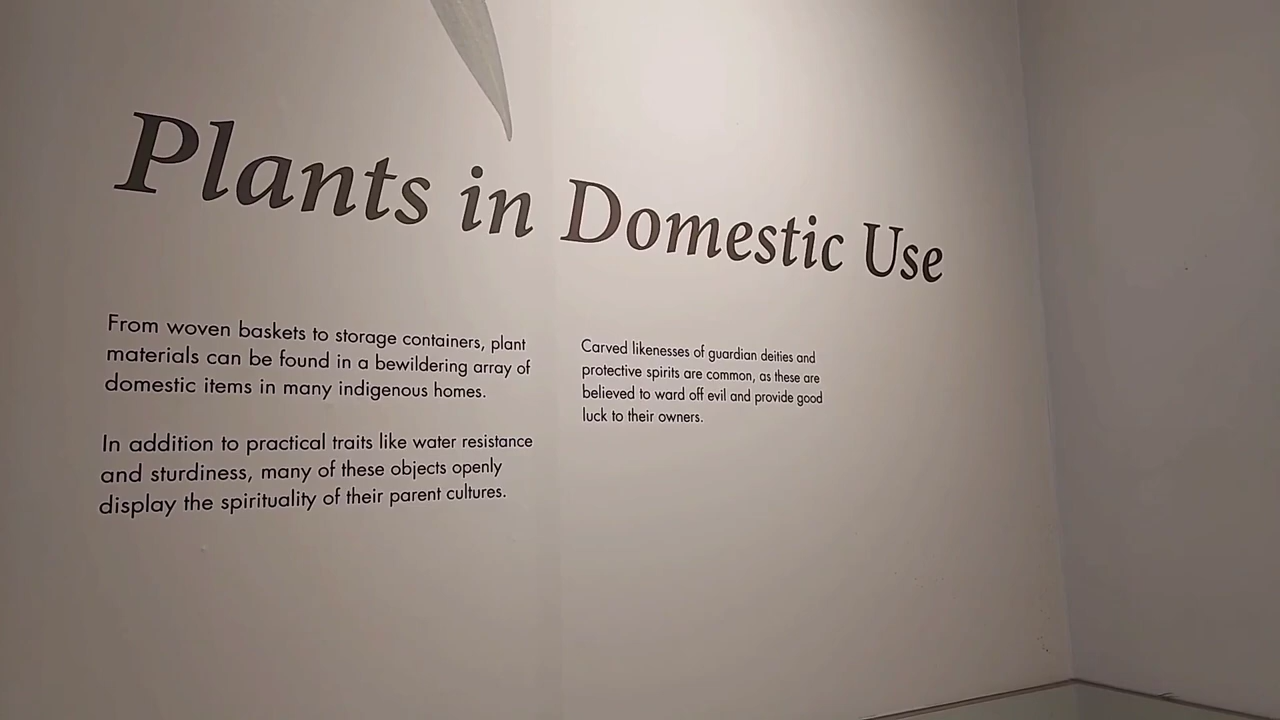 Plants in Domestic Use
From woven baskets to storage containers, plant
materials can be found in a bewildering array of
domestic items in many indigenous homes.
In addition to practical traits like water resistance
and sturdiness, many of these objects openly
display the spirituality of their parent cultures.
Carved likenesses of guardian deities and
protective spirits are common, as these are
believed to ward off evil and provide good
luck to their owners.